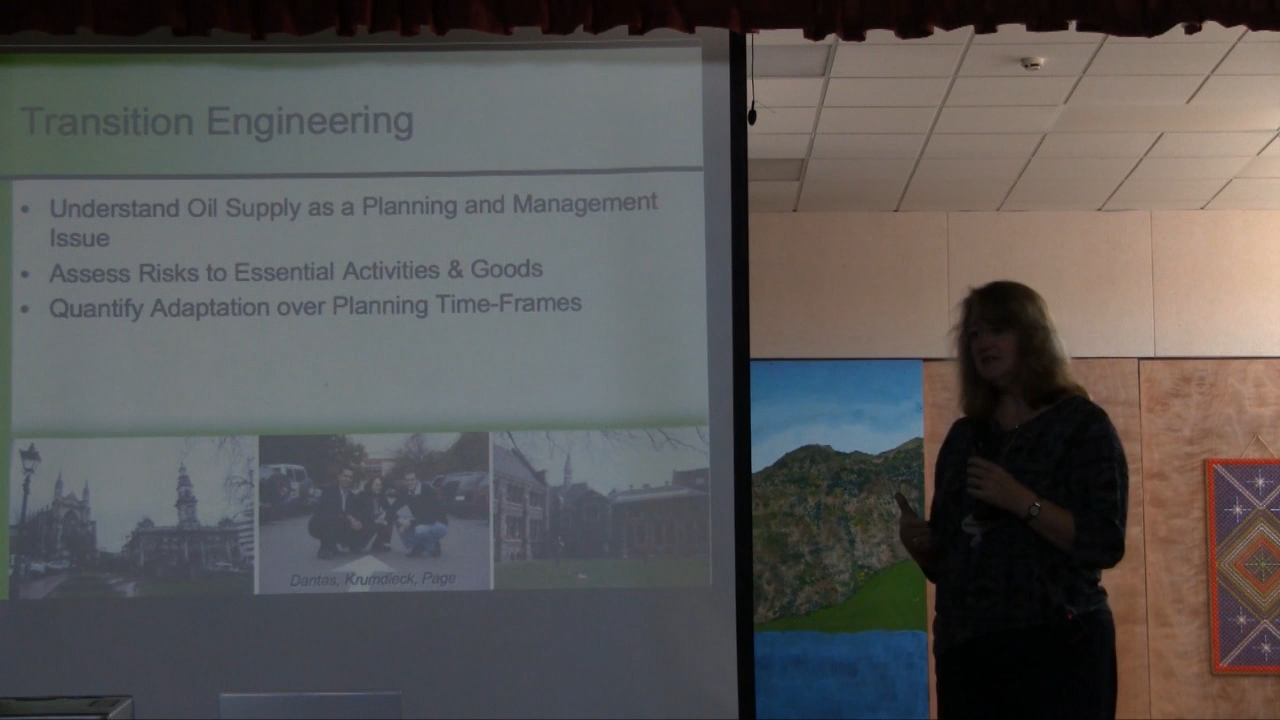 Transition Engineering
• Understand Oil Supply as a Planning and Management
Issue
• Assess Risks to Essential Activities & Goods
• Quantify Adaptation over Planning Time-Frames
Dantas, Krumdieck, Page